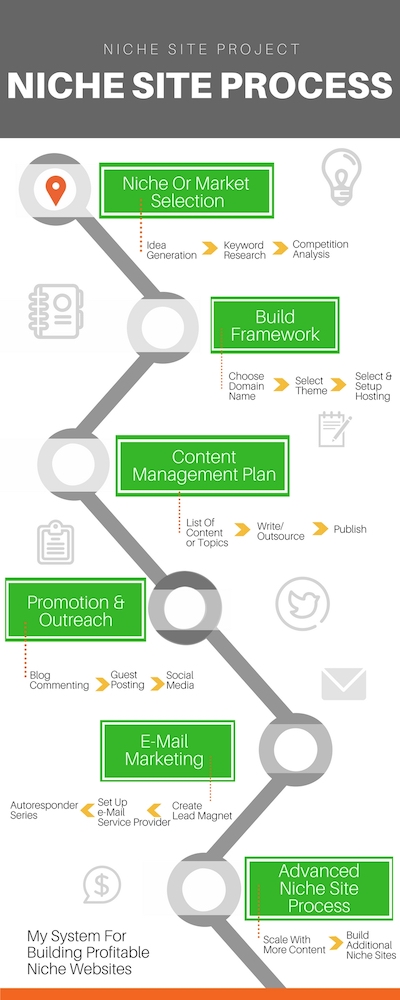 NICHE SITE PROJECT
NICHE SITE PROCESS
Niche Or Market
Selection
Idea
Generation
Keyword
Research
Competition
Analysis
Build
Framework
Choose
Domain
Name
Select
Theme
Select &
Setup
Hosting
Content
Management Plan
List Of
Content
or Topics
Write/
Outsource
Publish
Promotion &
Outreach
Blog
Commenting
Guest
Posting
Social
Media
E-Mail
Marketing
Autoresponder
Series
Set Up
e-Mail
Service Provider
Create
Lead Magnet
Advanced
Niche Site
Process
$
Scale With
More Content
Build
Additional
Niche Sites
My System For
Building Profitable
Niche Websites